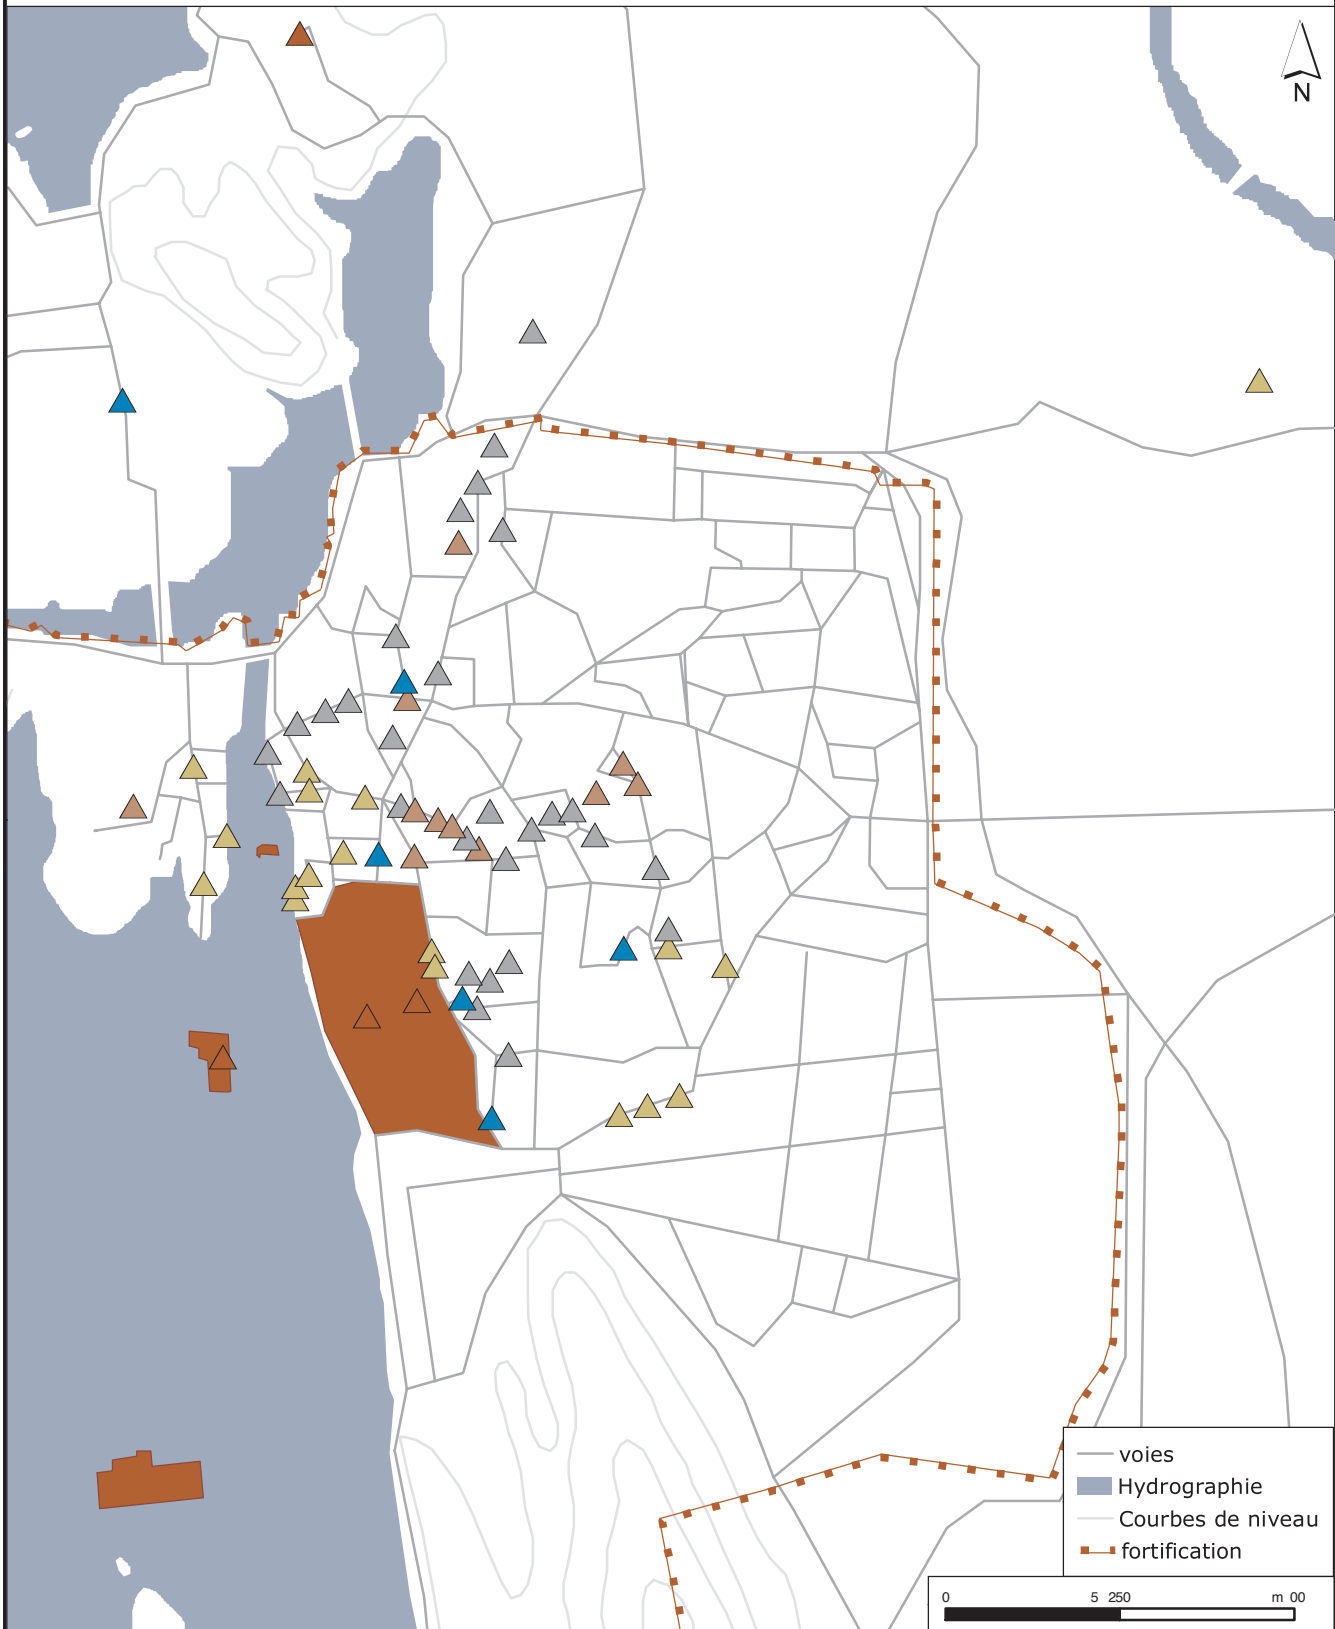 N
voies
Hydrographie
Courbes de niveau
fortification
0 5 250 m 00